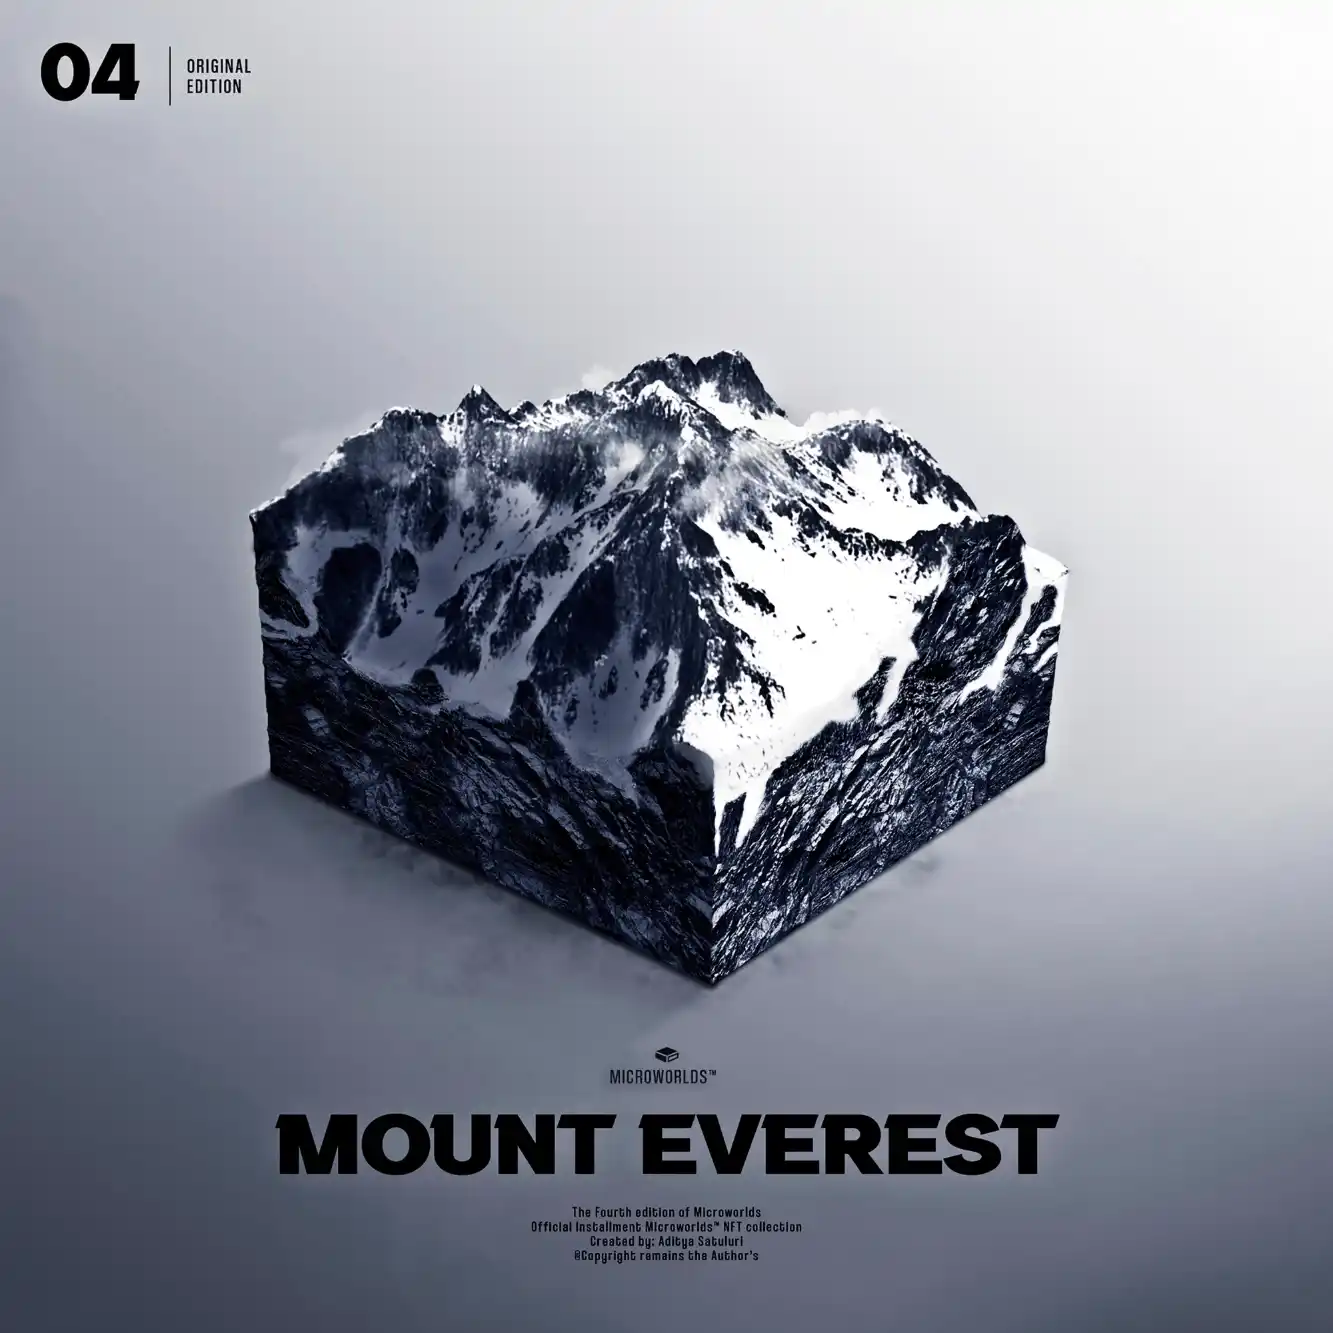 04
ORIGINAL
EDITION
MICROWORLDS™
MOUNT EVEREST
The Fourth edition of Microworlds
Official Installment Microworlds™ NFT collection
Created by: Aditya Satuluri
©Copyright remains the Author's